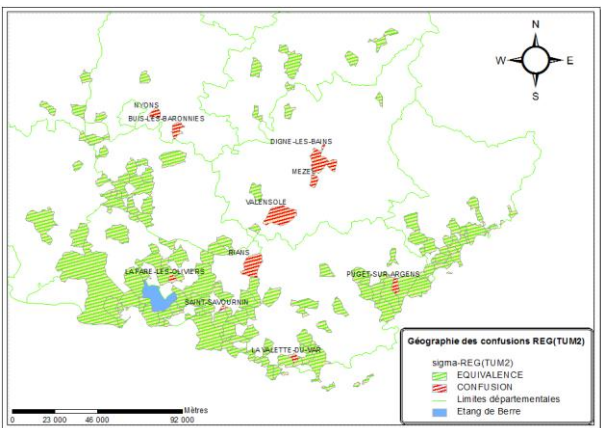 N
W E
S
NYONS
BUIS-LES-BARONNIES
DIGNE-LES-BAINS
MEZEL
VALENSOLE
RIANS
LA FARE-LES-OLIVIERS
PUGET-SUR-ARGENS
SAINT-SAVOURNIN
LA VALETTE-DU-VAR
Géographie des confusions REG(TUM2)
sigma-REG(TUM2)
EQUIVALENCE
CONFUSION
Limites départementales
Etang de Berre
Mètres
0 23 000 46 000 92 000